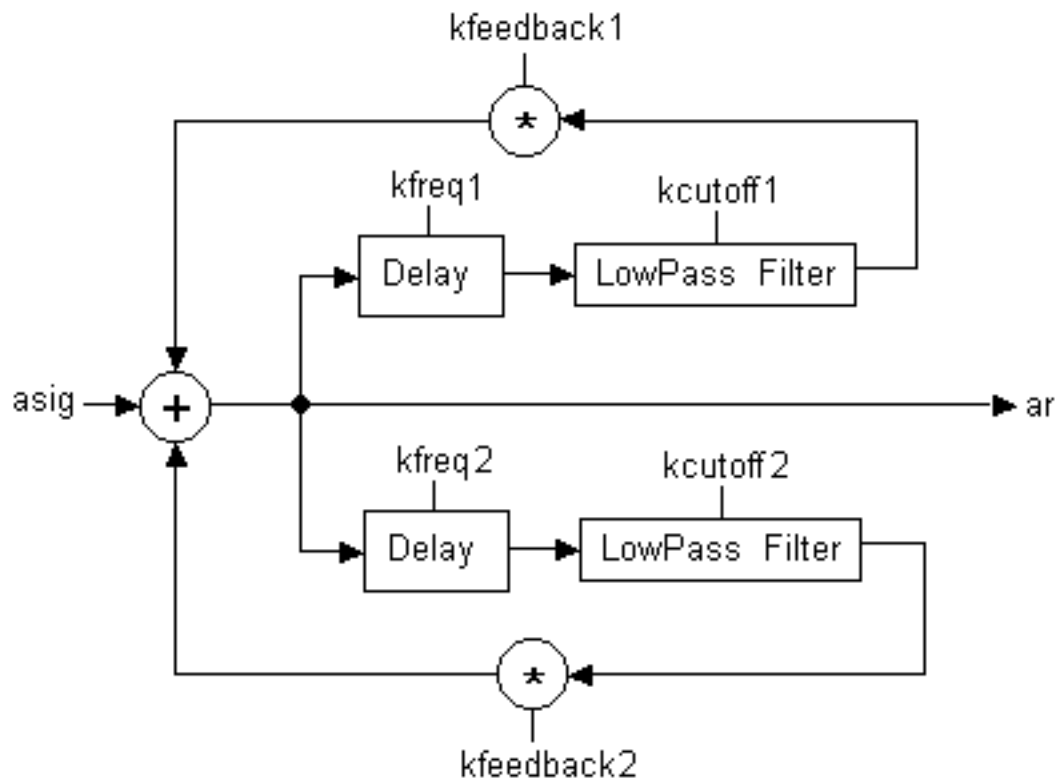 kfeedback1
*
kfreq1
kcutoff1
Delay
LowPass Filter
asig
+
ar
kfreq2
kcutoff2
Delay
LowPass Filter
*
kfeedback2